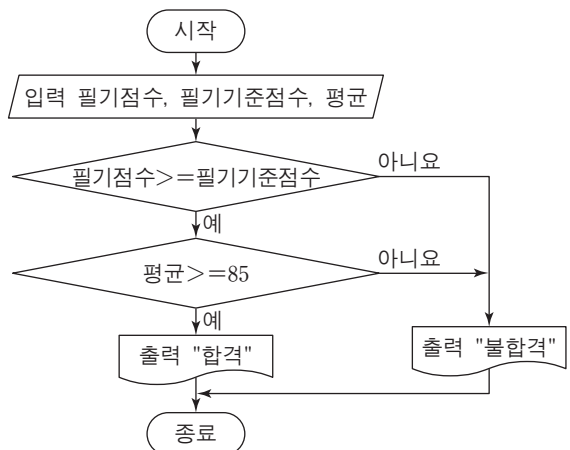 시작
입력 필기점수, 필기기준점수, 평균
필기점수>=필기기준점수
아니요
예
평균>=85
아니요
예
출력 "합격"
출력 "불합격"
종료